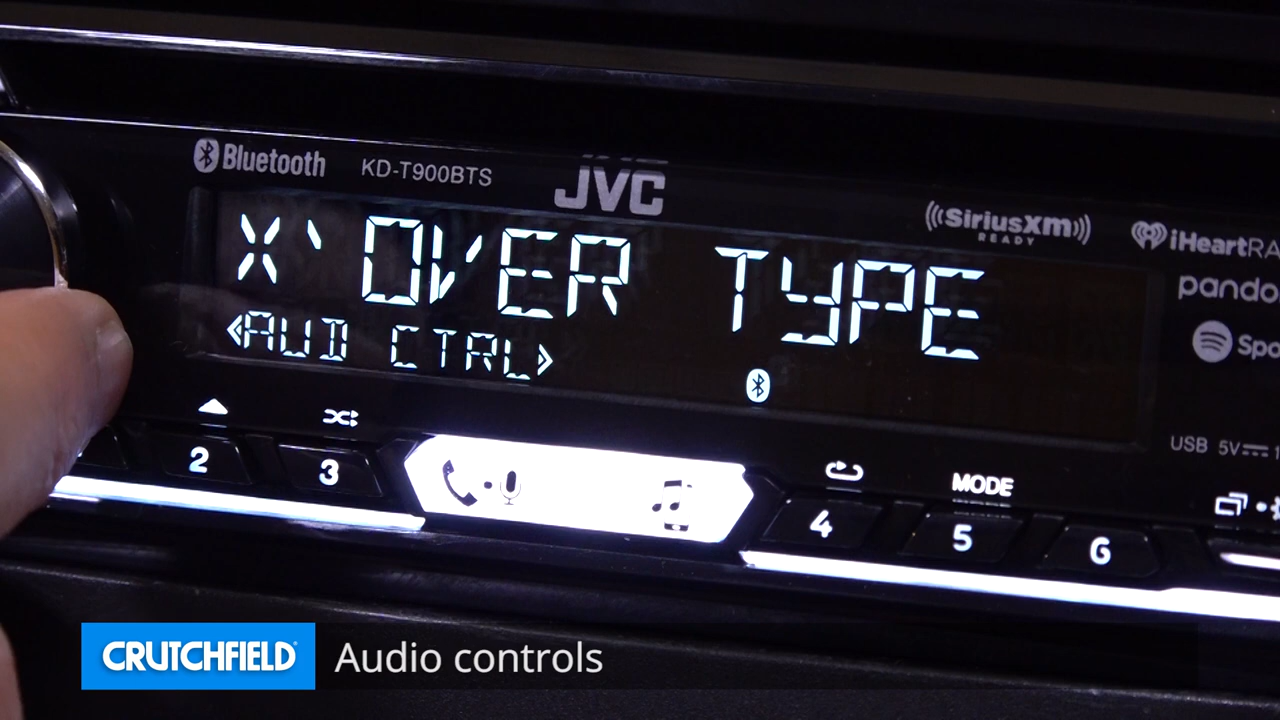 Bluetooth KD-T900BTS JVC
SiriusXm
READY
iHeartRA
pando
Spo
X'OVER TYPE
<AUD CTRL>
USB 5V
2 3
MODE
4 5 6
CRUTCHFIELD
Audio controls